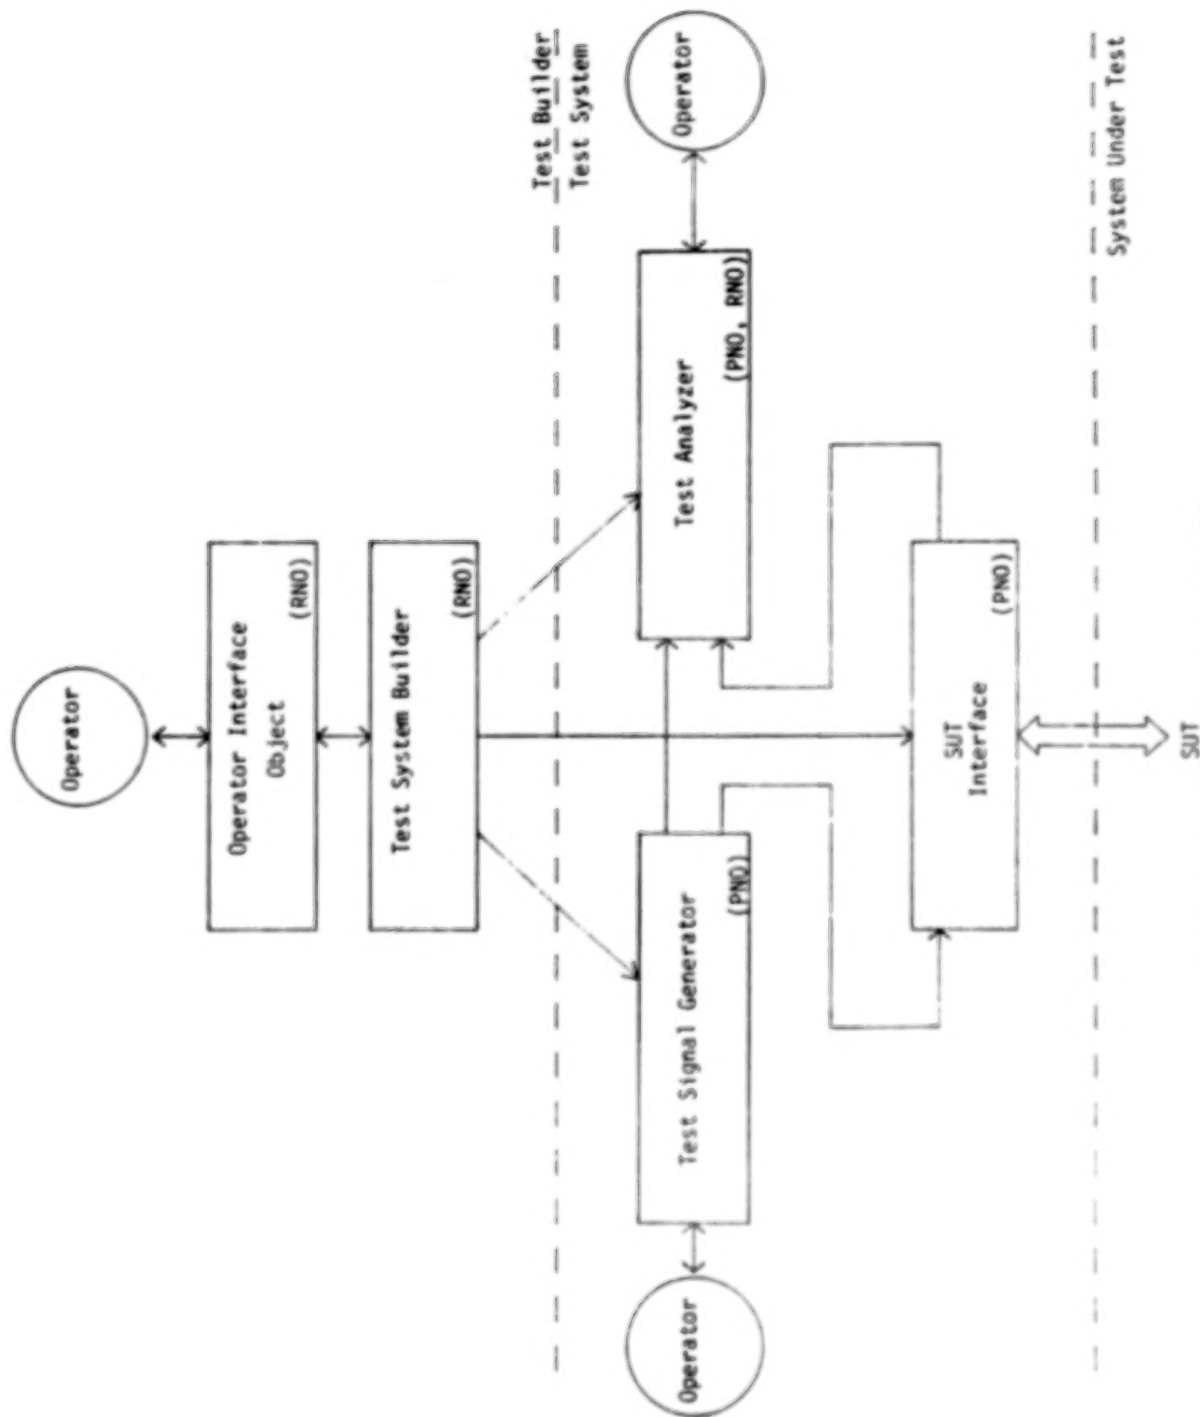 Operator
Operator Interface
Object
(RNO)
Test System Builder
(RNO)
Test Builder
Test System
Operator
Test Signal Generator
(PNO)
Test Analyzer
(PNO, RNO)
Operator
SUT
Interface
(PNO)
System Under Test
SUT